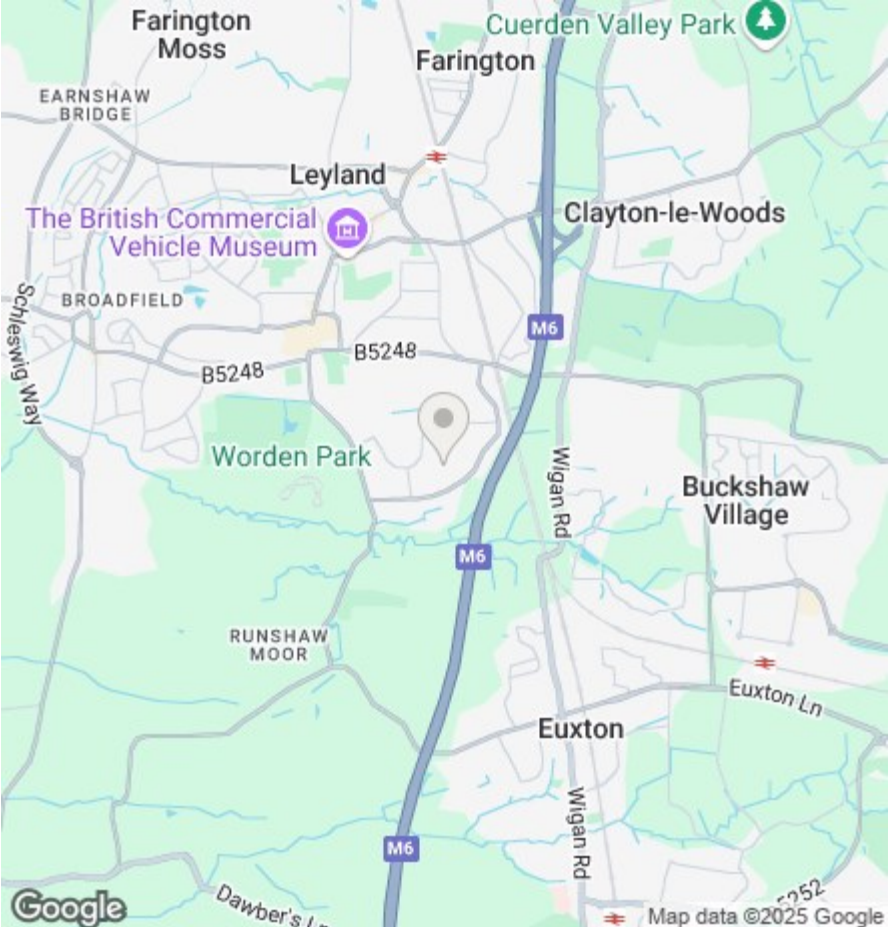 Farington
Moss
Cuerden Valley Park
Farington
EARNSHAW
BRIDGE
Leyland
The British Commercial
Vehicle Museum
Clayton-le-Woods
BROADFIELD
Schleswig Way
M6
B5248
B5248
Worden Park
Wigan Rd
Buckshaw
Village
M6
RUNSHAW
MOOR
Euxton Ln
Euxton
Wigan Rd
M6
Dawber's
5252
Google
Map data ©2025 Google